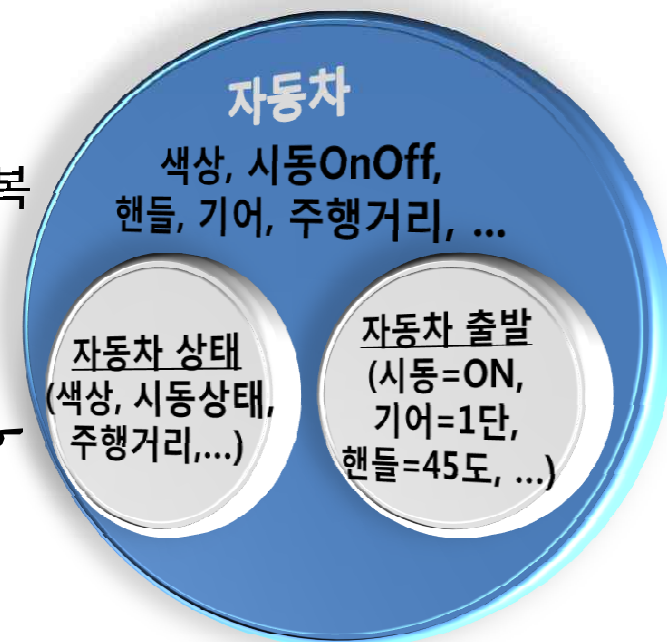 자동차
색상, 시동OnOff,
핸들, 기어, 주행거리, ...
복
자동차 상태
(색상, 시동상태,
주행거리,...)
자동차 출발
(시동=ON,
기어=1단,
핸들=45도, ...)